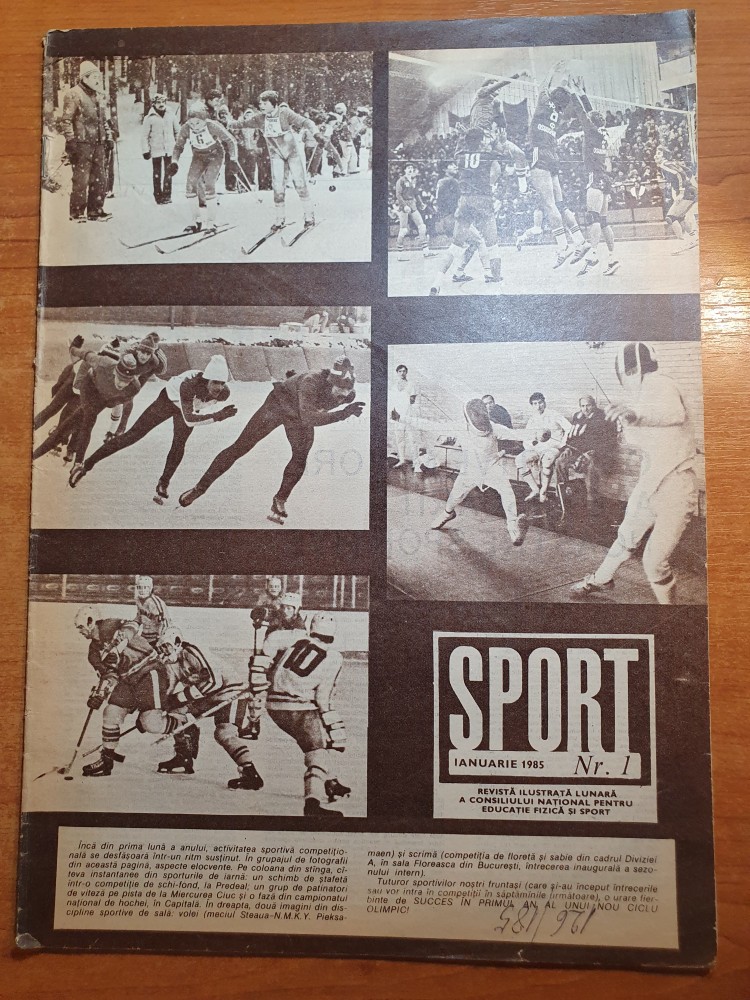 10
10
SPORT
IANUARIE 1985 Nr. 1
REVISTĂ ILUSTRATĂ LUNARĂ
A CONSILIULUI NAȚIONAL PENTRU
EDUCAȚIE FIZICĂ ȘI SPORT
Încă din prima lună a anului, activitatea sportivă competițio-
nală se desfășoară într-un ritm susținut. În grupajul de fotografii
din această pagină, aspecte elocvente. Pe coloana din stînga, cî-
teva instantanee din sporturile de iarnă: un schimb de ștafetă
într-o competiție de schi-fond, la Predeal; un grup de patinatori
de viteză pe pista de la Miercurea Ciuc și o fază din campionatul
național de hochei, în Capitală. În dreapta, două imagini din dis-
cipline sportive de sală: volei (meciul Steaua-N.M.K.Y. Pieksa-
maen) și scrimă (competiția de floretă și sabie din cadrul Diviziei
A, în sala Floreasca din București, întrecerea inaugurală a sezo-
nului intern).
Tuturor sportivilor noștri fruntași (care și-au început întrecerile
sau vor intra în competiții în săptămînile următoare), o urare fier-
binte de SUCCES ÎN PRIMUL AN AL UNUI NOU CICLU
OLIMPIC!